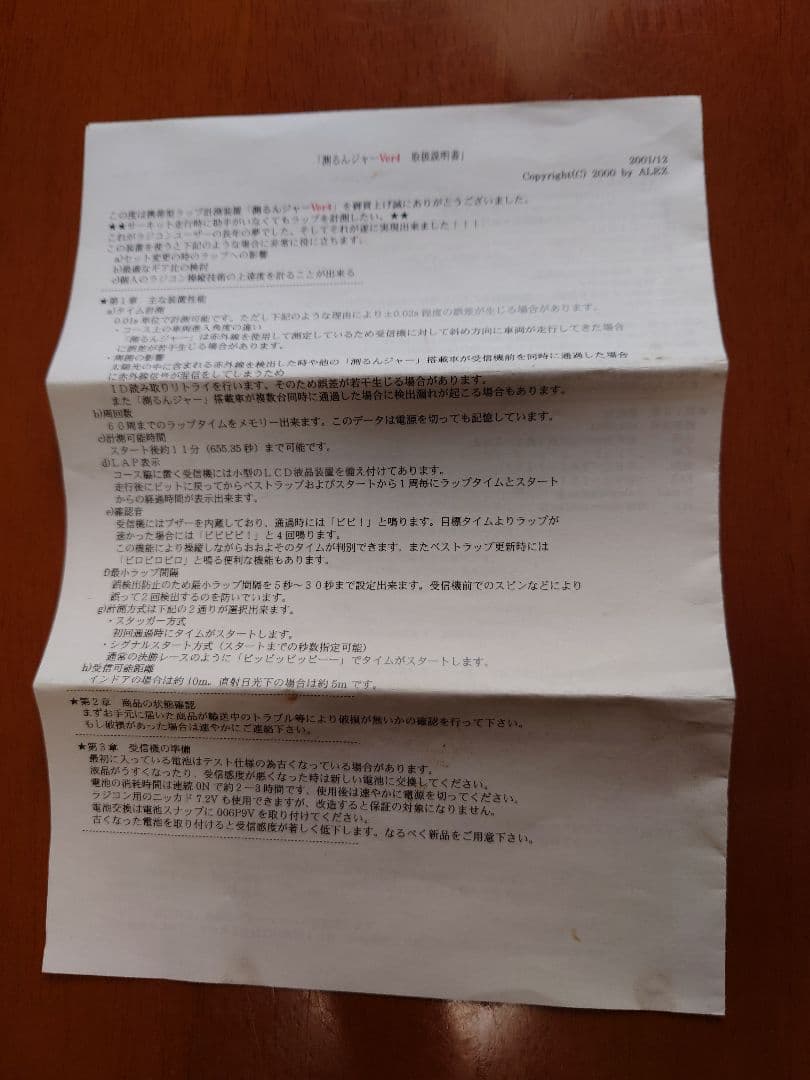 「測るんジャーVer4　取扱説明書」
2001/12
Copyright(C) 2000 by ALEZ
この度は携帯型ラップ計測装置「測るんジャーVer4」を御買上げ誠にありがとうございました。
★★サーキット走行時に助手がいなくてもラップを計測したい。★★
これがラジコンユーザーの長年の夢でした。そしてそれが遂に実現出来ました！！！
この装置を使うと下記のような場合に非常に役に立ちます。
a)セット変更の時のラップへの影響
b)最適なギア比の検討
c)個人のラジコン操縦技術の上達度を計ることが出来る
★第１章　主な装置性能
a)タイム計測
0.01s単位で計測可能です。ただし下記のような理由により±0.02s程度の誤差が生じる場合があります。
・コース上の車両進入角度の違い
「測るんジャー」は赤外線を使用して測定しているため受信機に対して斜め方向に車両が走行してきた場合
に誤差が若干生じる場合があります。
・周囲の影響
太陽光の中に含まれる赤外線を検出した時や他の「測るんジャー」搭載車が受信機前を同時に通過した場合
に赤外線信号が混信をしてしまうため
ＩＤ読み取りリトライを行います。そのため誤差が若干生じる場合があります。
また「測るんジャー」搭載車が複数台同時に通過した場合に検出漏れが起こる場合もあります。
b)周回数
６０周までのラップタイムをメモリー出来ます。このデータは電源を切っても記憶しています。
c)計測可能時間
スタート後約１１分（655.35秒）まで可能です。
d)ＬＡＰ表示
コース脇に置く受信機には小型のＬＣＤ液晶装置を備え付けてあります。
走行後にピットに戻ってからベストラップおよびスタートから１周毎にラップタイムとスタート
からの経過時間が表示出来ます。
e)確認音
受信機にはブザーを内蔵しており、通過時には「ピピ！」と鳴ります。目標タイムよりラップが
速かった場合には「ピピピピ！」と４回鳴ります。
この機能により操縦しながらおおよそのタイムが判別できます。またベストラップ更新時には
「ピロピロピロ」と鳴る便利な機能もあります。
f)最小ラップ間隔
誤検出防止のため最小ラップ間隔を５秒～３０秒まで設定出来ます。受信機前でのスピンなどにより
誤って２回検出するのを防いでいます。
g)計測方式は下記の２通りが選択出来ます。
・スタッガー方式
初回通過時にタイムがスタートします。
・シグナルスタート方式（スタートまでの秒数指定可能）
通常の決勝レースのように「ピッピッピッピーー」でタイムがスタートします。
h)受信可能距離
インドアの場合は約10m。直射日光下の場合は約5mです。
★第２章　商品の状態確認
まずお手元に届いた商品が輸送中のトラブル等により破損が無いかの確認を行って下さい。
もし破損があった場合は速やかにご連絡下さい。
★第３章　受信機の準備
最初に入っている電池はテスト仕様の為古くなっている場合があります。
液晶がうすくなったり、受信感度が悪くなった時は新しい電池に交換してください。
電池の消耗時間は連続ONで約２－３時間です、使用後は速やかに電源を切ってください、
ラジコン用のニッカド7.2Vも使用できますが、改造すると保証の対象になりません。
電池交換は電池スナップに006P9Vを取り付けてください。
古くなった電池を取り付けると受信感度が著しく低下します。なるべく新品をご用意下さい。